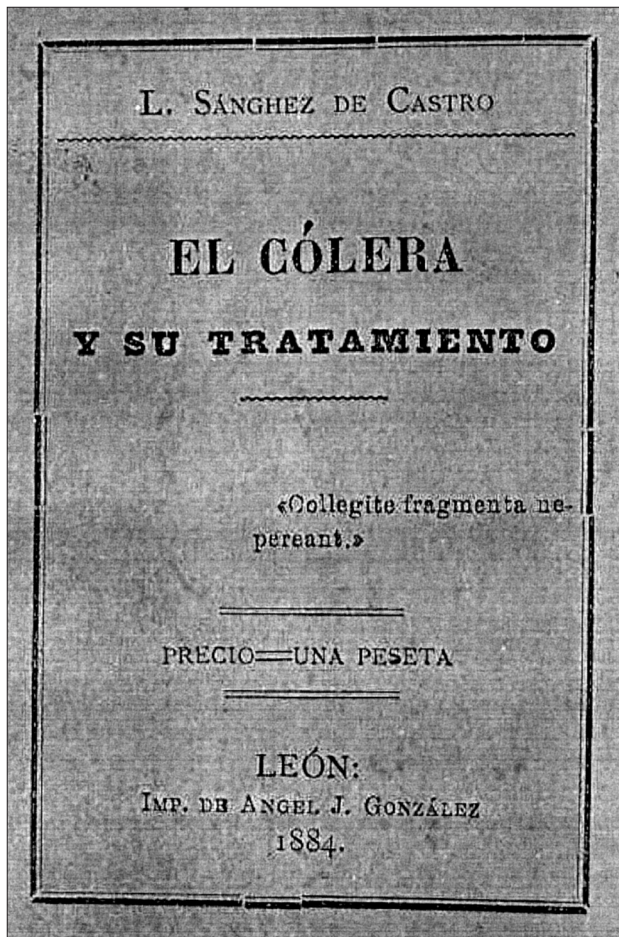 L. SÁNGHEZ DE CASTRO
EL CÓLERA
Y SU TRATAMIENTO
«Collegite fragmenta ne-
pereant.»
PRECIO=UNA PESETA
LEÓN:
IMP. DE ANGEL J. GONZÁLEZ
1884.